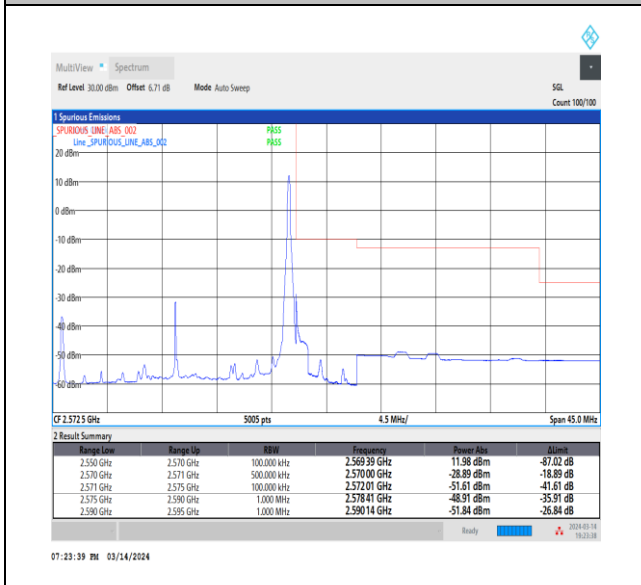 MultiView Spectrum
Ref Level 30.00 dBm Offset 6.71 dB Mode Auto Sweep SGL
Count 100/100
1 Spurious Emissions
SPURIOUS_LINE_ABS_002 PASS
Line _SPURIOUS_LINE_ABS_002 PASS
20 dBm
10 dBm
0 dBm
-10 dBm
-20 dBm
-30 dBm
-40 dBm
-50 dBm
-60 dBm
CF 2.5725 GHz 5005 pts 4.5 MHz/ Span 45.0 MHz
2 Result Summary
Range Low Range Up RBW Frequency Power Abs ΔLimit
2.550 GHz 2.570 GHz 100.000 kHz 2.56939 GHz 11.98 dBm -87.02 dB
2.570 GHz 2.571 GHz 500.000 kHz 2.57000 GHz -28.89 dBm -18.89 dB
2.571 GHz 2.575 GHz 100.000 kHz 2.57201 GHz -51.61 dBm -41.61 dB
2.575 GHz 2.590 GHz 1.000 MHz 2.57841 GHz -48.91 dBm -35.91 dB
2.590 GHz 2.595 GHz 1.000 MHz 2.59014 GHz -51.84 dBm -26.84 dB
Ready 2024-03-14
19:23:38
07:23:39 PM 03/14/2024